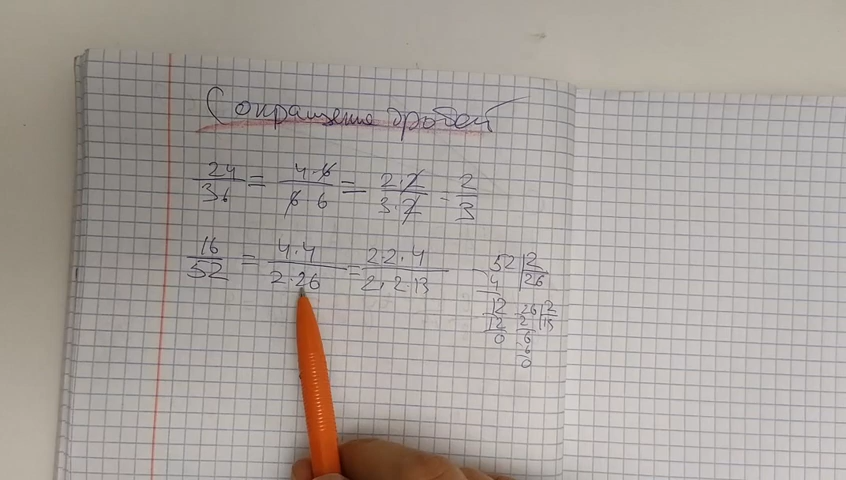 Сокращение дробей
24/36 = 4·6/6·6 = 2·2/3·2 = 2/3
16/52 = 4·4/2·26 = 2·2·4/2·2·13
52 2
4 26
12 26 2
12 2 13
0 6
6
0